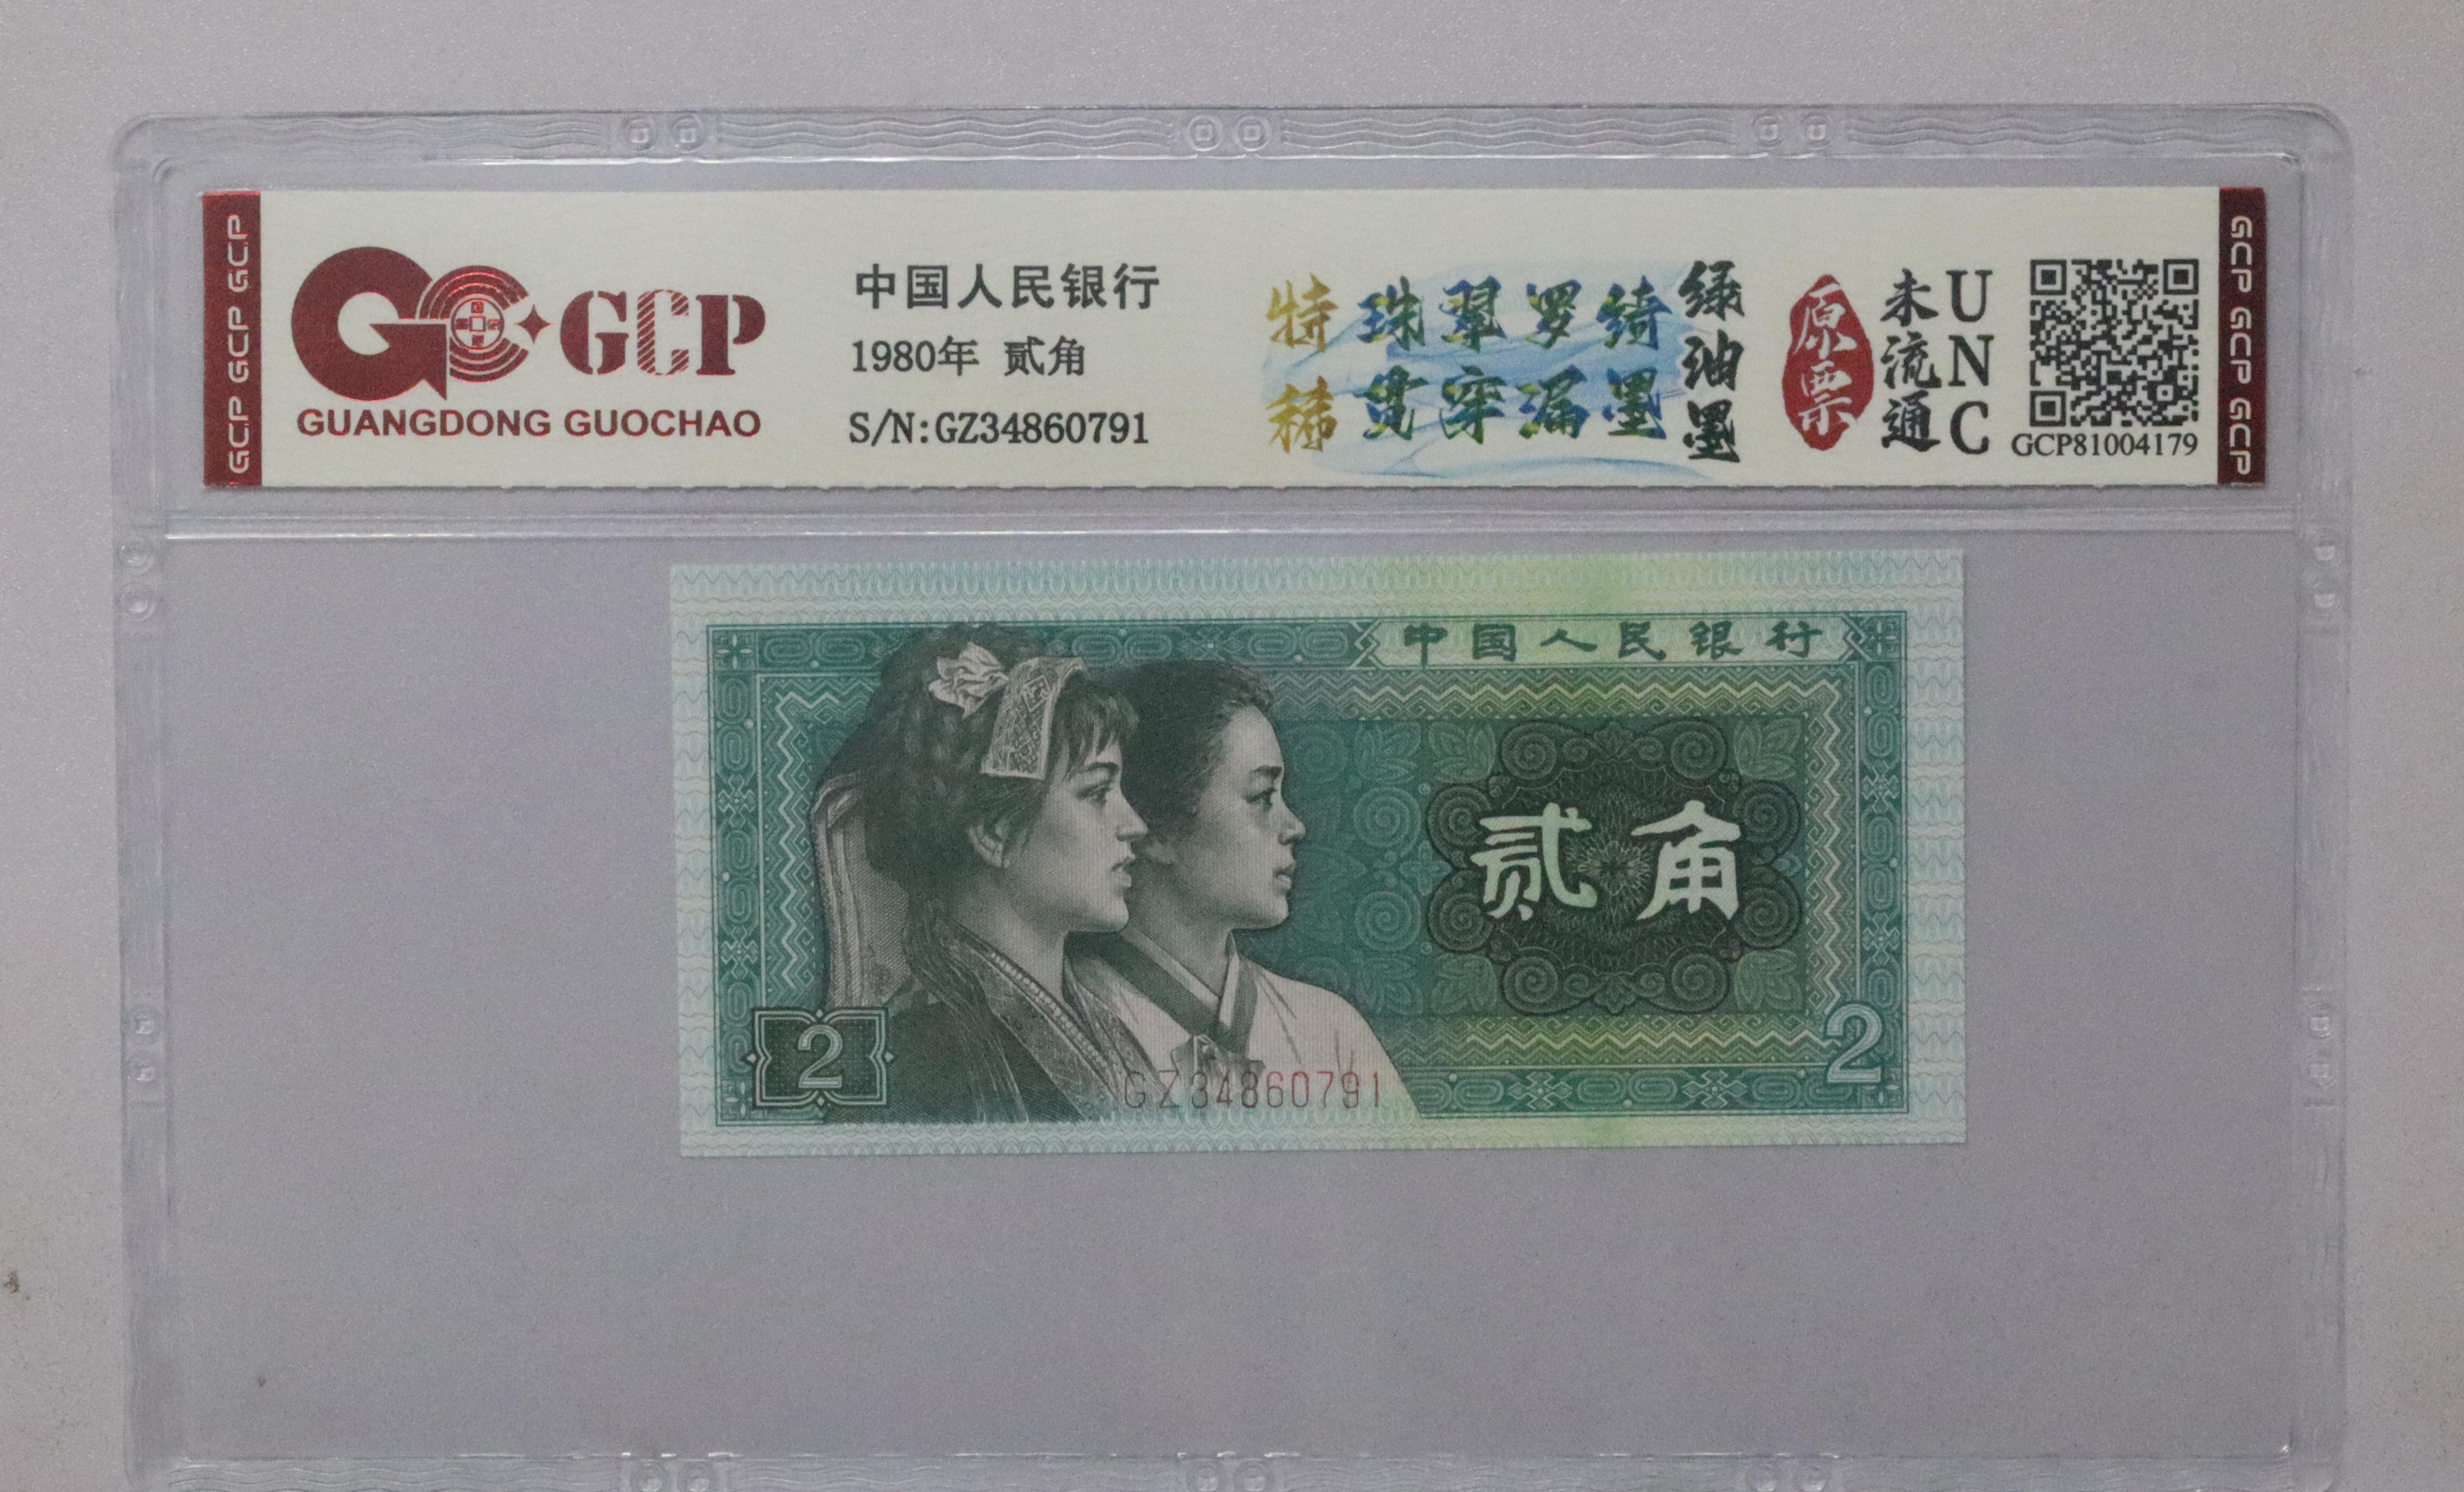 GCP GCP GCP
GCP
GUANGDONG GUOCHAO
中国人民银行
1980年 贰角
S/N:GZ34860791
特稀
珠翠罗绮
贯穿漏墨
绿油墨
原票
未流通
UNC
GCP81004179
GCP GCP GCP
中国人民银行
贰角
2
GZ34860791
2